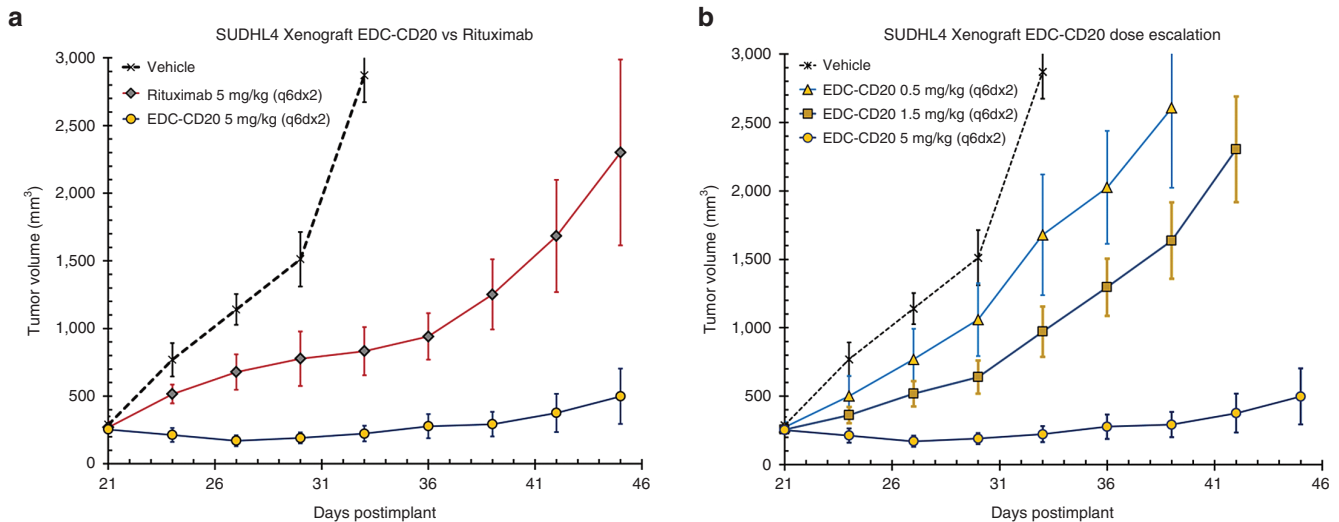 a
SUDHL4 Xenograft EDC-CD20 vs Rituximab
Vehicle
Rituximab 5 mg/kg (q6dx2)
EDC-CD20 5 mg/kg (q6dx2)
3,000
2,500
2,000
1,500
1,000
500
0
Tumor volume (mm³)
21
26
31
36
41
46
Days postimplant
b
SUDHL4 Xenograft EDC-CD20 dose escalation
Vehicle
EDC-CD20 0.5 mg/kg (q6dx2)
EDC-CD20 1.5 mg/kg (q6dx2)
EDC-CD20 5 mg/kg (q6dx2)
3,000
2,500
2,000
1,500
1,000
500
0
Tumor volume (mm³)
21
26
31
36
41
46
Days postimplant